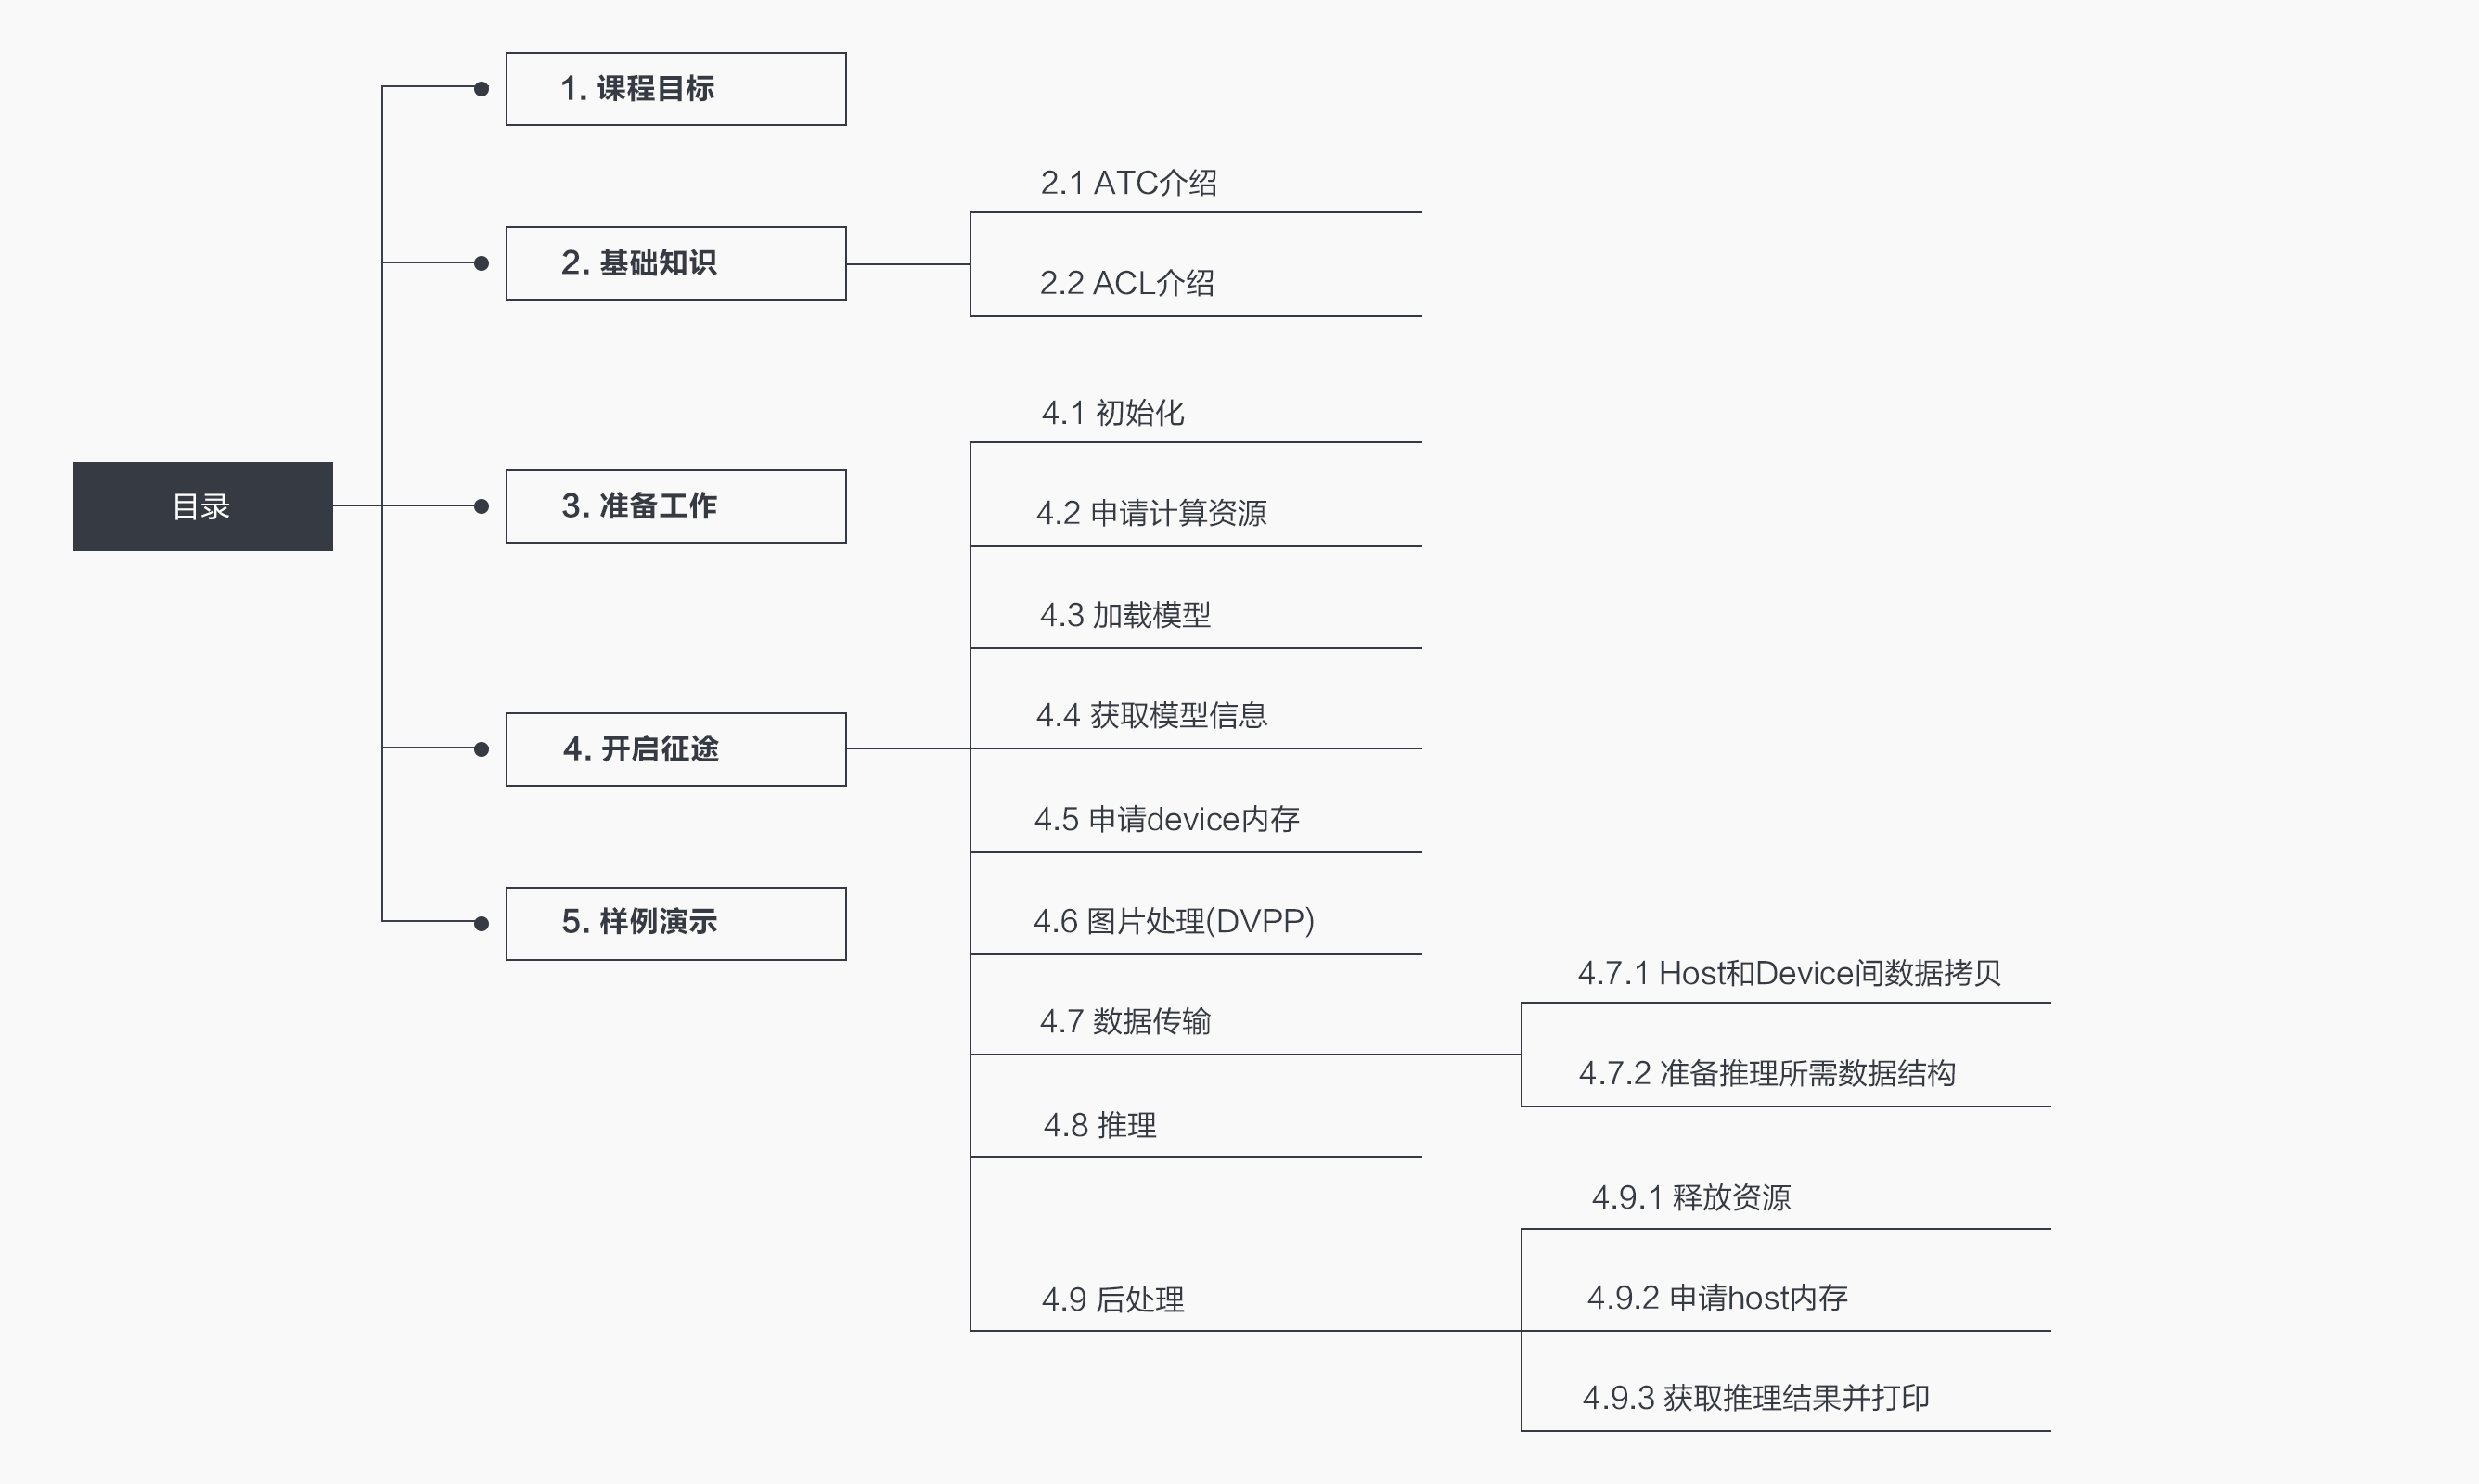 目录
1. 课程目标
2. 基础知识
2.1 ATC介绍
2.2 ACL介绍
3. 准备工作
4. 开启征途
4.1 初始化
4.2 申请计算资源
4.3 加载模型
4.4 获取模型信息
4.5 申请device内存
4.6 图片处理(DVPP)
4.7 数据传输
4.7.1 Host和Device间数据拷贝
4.7.2 准备推理所需数据结构
4.8 推理
4.9 后处理
4.9.1 释放资源
4.9.2 申请host内存
4.9.3 获取推理结果并打印
5. 样例演示